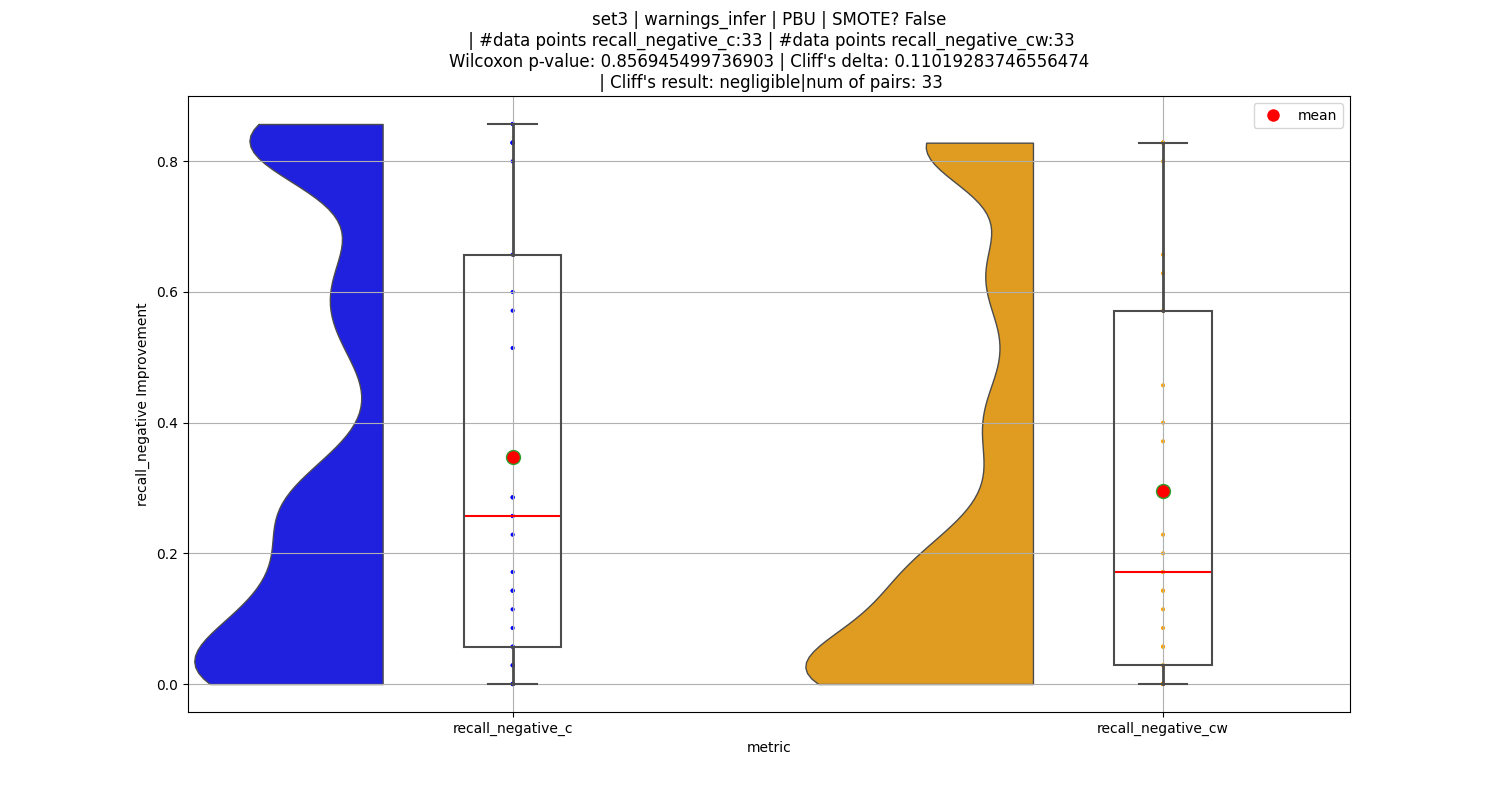 set3 | warnings_infer | PBU | SMOTE? False
| #data points recall_negative_c:33 | #data points recall_negative_cw:33
Wilcoxon p-value: 0.856945499736903 | Cliff's delta: 0.11019283746556474
| Cliff's result: negligible|num of pairs: 33
mean
recall_negative Improvement
0.8
0.6
0.4
0.2
0.0
recall_negative_c
recall_negative_cw
metric